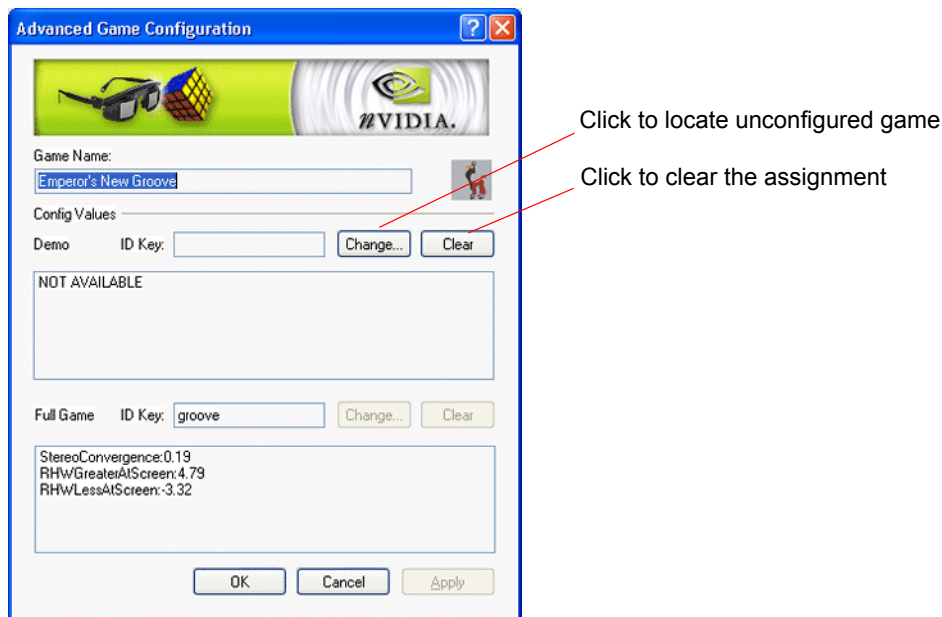 Advanced Game Configuration
NVIDIA.
Click to locate unconfigured game
Game Name:
Emperor's New Groove
Click to clear the assignment
Config Values
Demo ID Key: Change... Clear
NOT AVAILABLE
Full Game ID Key: groove Change... Clear
StereoConvergence:0.19
RHWGreaterAtScreen:4.79
RHWLessAtScreen:-3.32
OK Cancel Apply